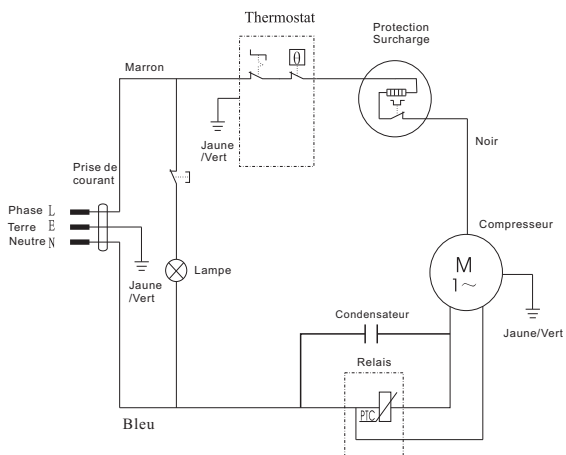 Thermostat
Protection
Surcharge
Marron
θ
Jaune
/Vert
Noir
Prise de
courant
Phase L
Terre E
Neutre N
Compresseur
M
1~
Lampe
Jaune
/Vert
Condensateur
Jaune/Vert
Relais
PTC
Bleu